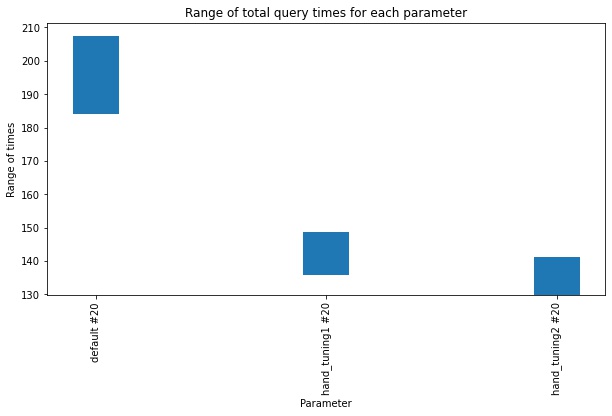 Range of total query times for each parameter
210
200
190
180
170
160
150
140
130
Range of times
default #20
hand_tuning1 #20
hand_tuning2 #20
Parameter